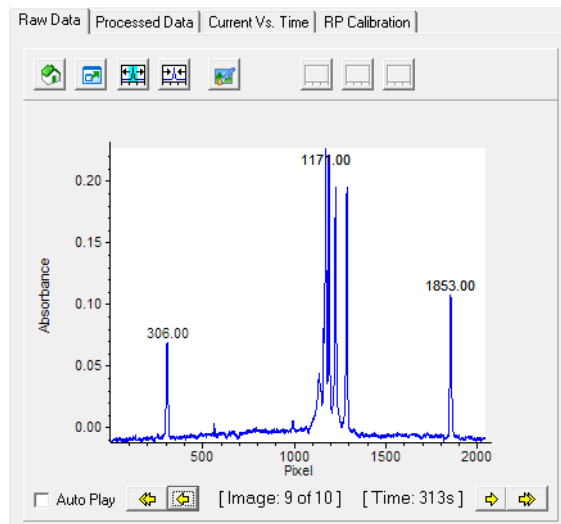 Raw Data Processed Data Current Vs. Time RP Calibration
1171.00
0.20
0.15
1853.00
0.10
306.00
0.05
0.00
Absorbance
500 1000 1500 2000
Pixel
Auto Play [Image: 9 of 10] [Time: 313s]